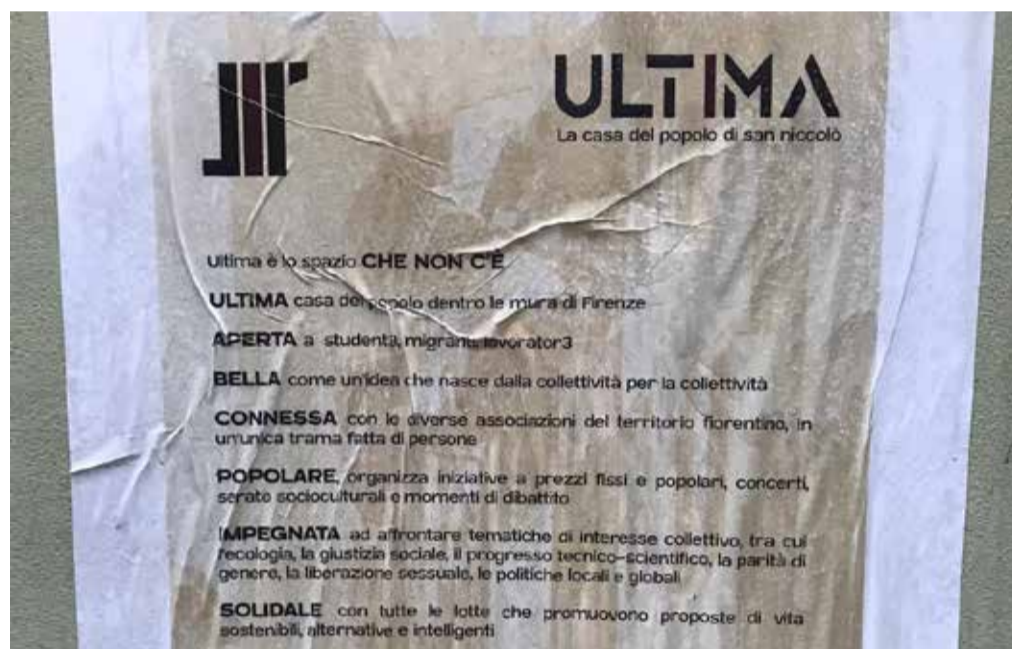 ULTIMA
La casa del popolo di san niccolò
Ultima è lo spazio CHE NON C'È
ULTIMA casa del popolo dentro le mura di Firenze
APERTA a studentə, migranti, lavorator3
BELLA come un'idea che nasce dalla collettività per la collettività
CONNESSA con le diverse associazioni del territorio fiorentino, in
un'unica trama fatta di persone
POPOLARE, organizza iniziative a prezzi fissi e popolari, concerti,
serate socioculturali e momenti di dibattito
IMPEGNATA ad affrontare tematiche di interesse collettivo, tra cui
l'ecologia, la giustizia sociale, il progresso tecnico-scientifico, la parità di
genere, la liberazione sessuale, le politiche locali e globali
SOLIDALE con tutte le lotte che promuovono proposte di vita
sostenibili, alternative e intelligenti